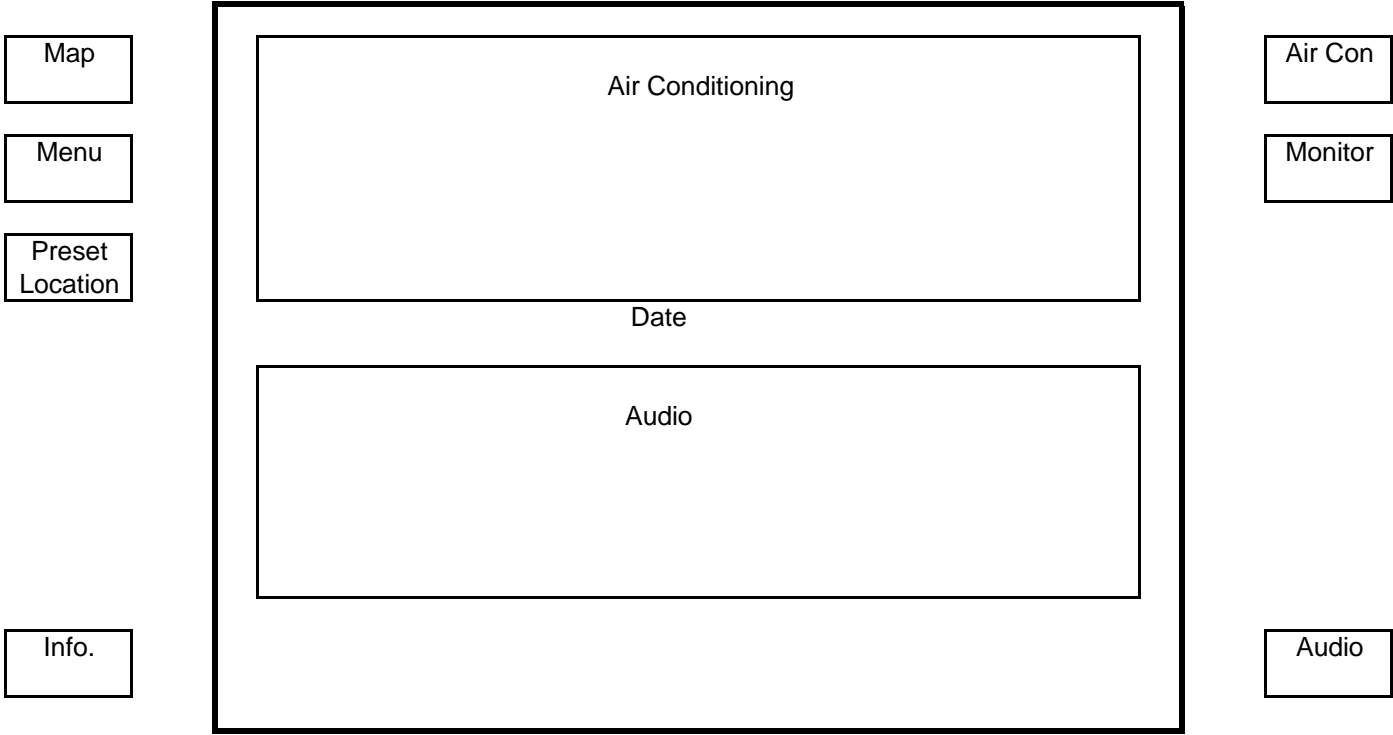 Map
Air Conditioning
Air Con
Menu
Monitor
Preset
Location
Date
Audio
Info.
Audio